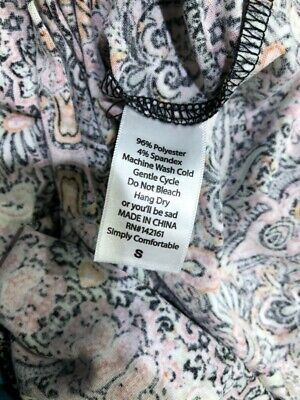 96% Polyester
4% Spandex
Machine Wash Cold
Gentle Cycle
Do Not Bleach
Hang Dry
or you'll be sad
MADE IN CHINA
RN#142161
Simply Comfortable
S